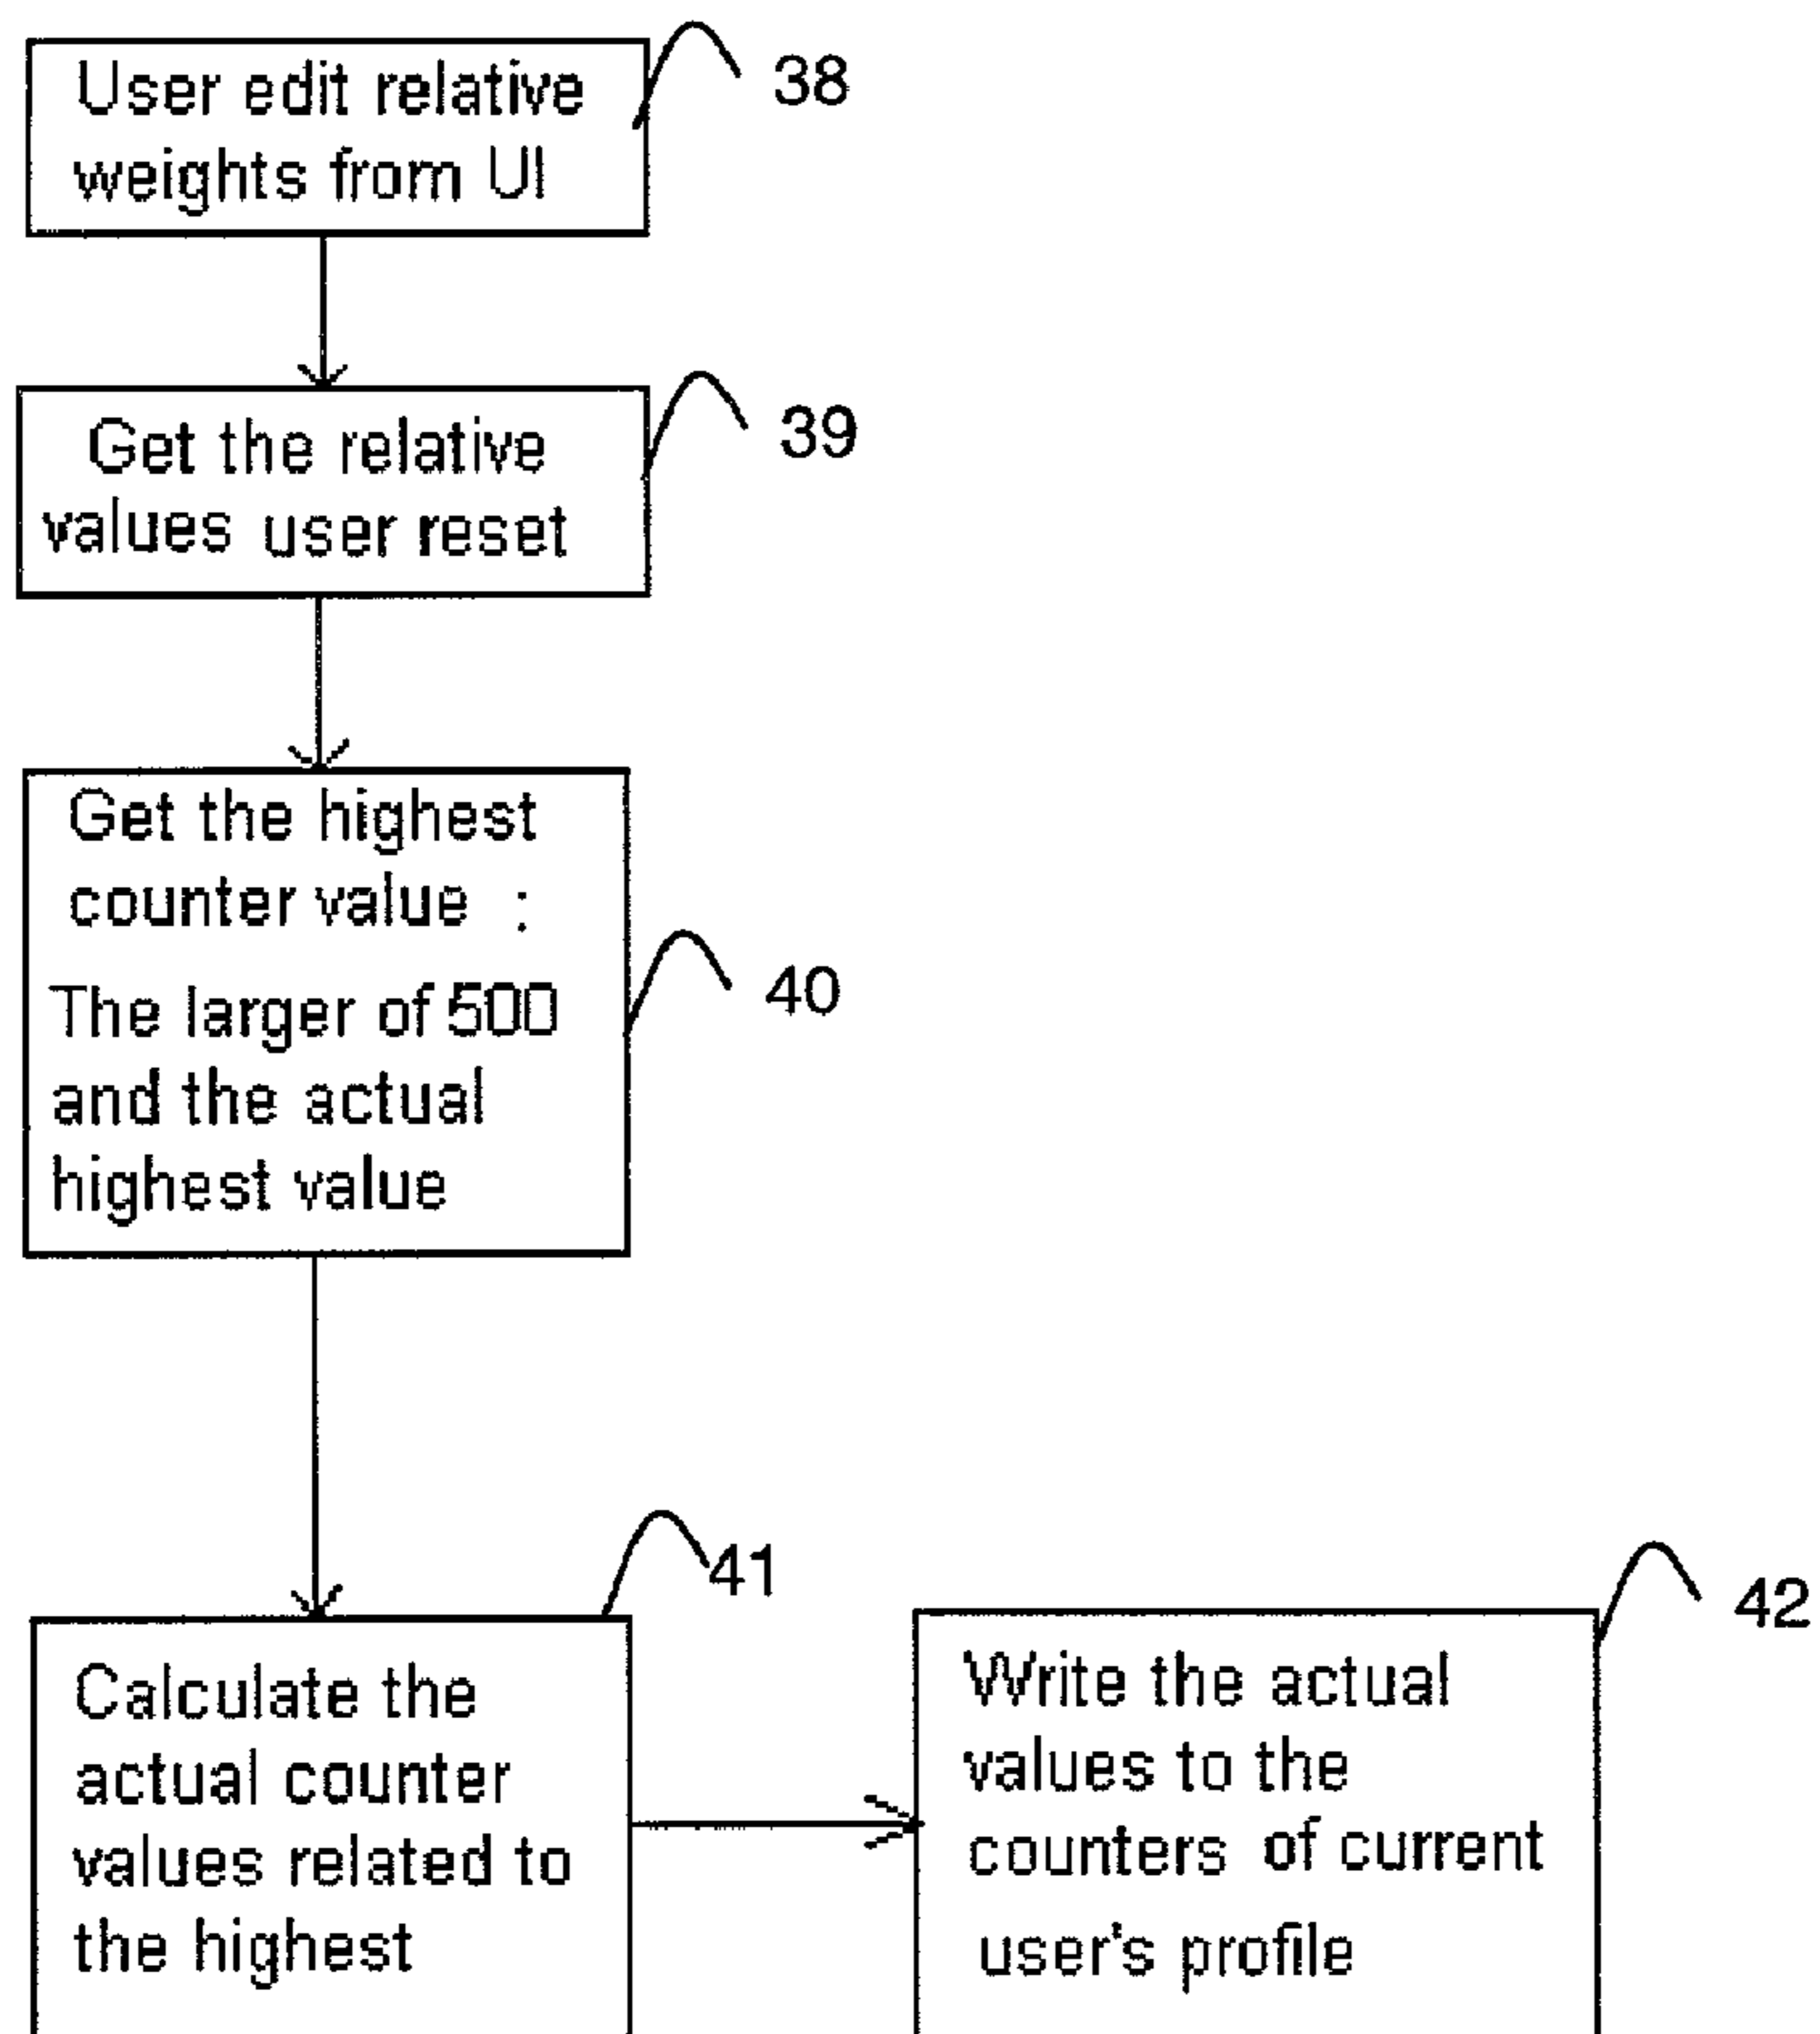 User edit relative
weights from UI
38
Get the relative
values user reset
39
Get the highest
counter value :
The larger of 500
and the actual
highest value
40
41
Calculate the
actual counter
values related to
the highest
42
Write the actual
values to the
counters of current
user's profile